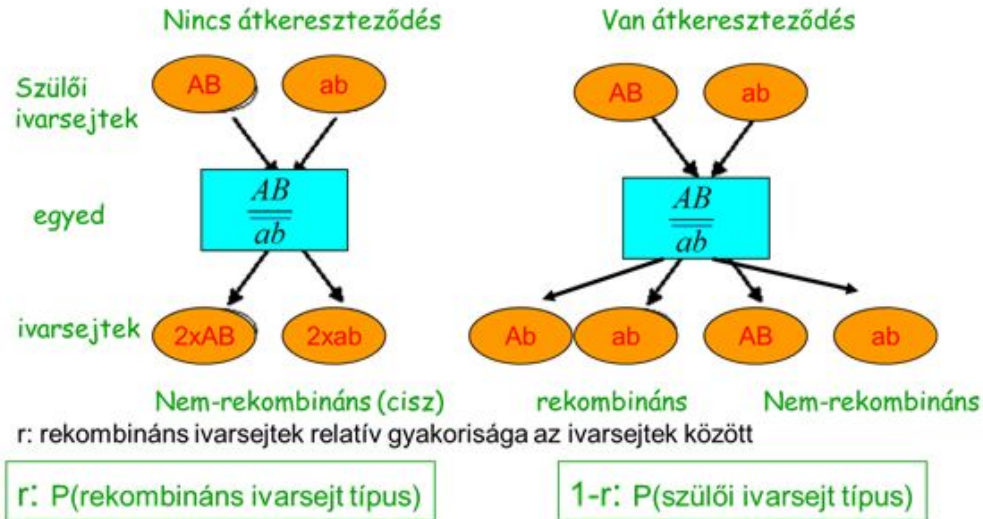 Nincs átkereszteződés Van átkereszteződés
Szülői
ivarsejtek
AB ab AB ab
egyed
AB
ab
AB
ab
ivarsejtek
2xAB 2xab Ab ab AB ab
Nem-rekombináns (cisz) rekombináns Nem-rekombináns
r: rekombináns ivarsejtek relatív gyakorisága az ivarsejtek között
r: P(rekombináns ivarsejt típus) 1-r: P(szülői ivarsejt típus)